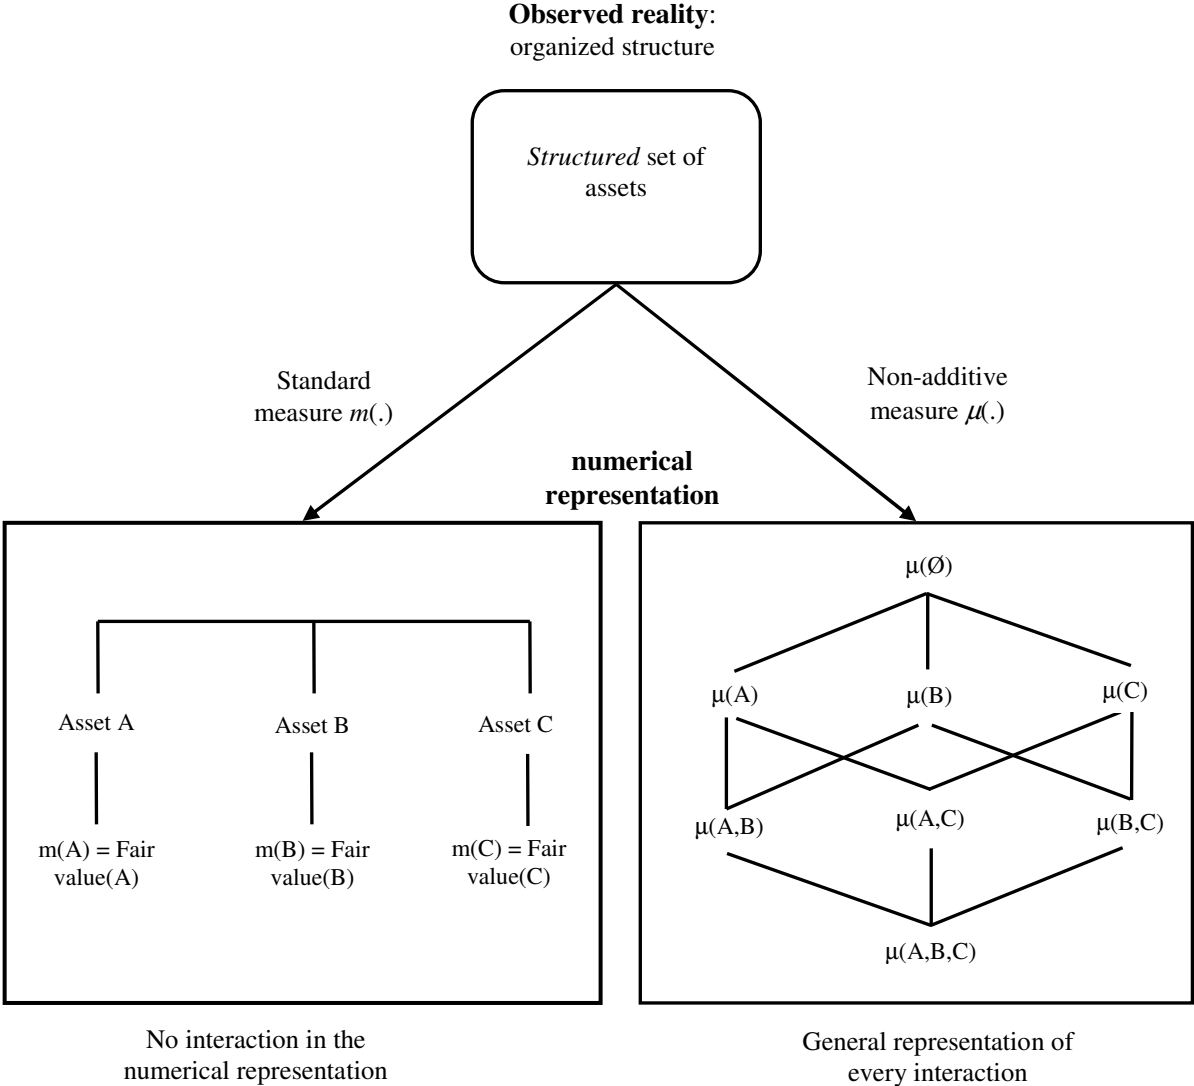 Observed reality:
organized structure
Structured set of
assets
Standard
measure m(.)
Non-additive
measure μ(.)
numerical
representation
Asset A
Asset B
Asset C
m(A) = Fair
value(A)
m(B) = Fair
value(B)
m(C) = Fair
value(C)
μ(Ø)
μ(A)
μ(B)
μ(C)
μ(A,B)
μ(A,C)
μ(B,C)
μ(A,B,C)
No interaction in the
numerical representation
General representation of
every interaction